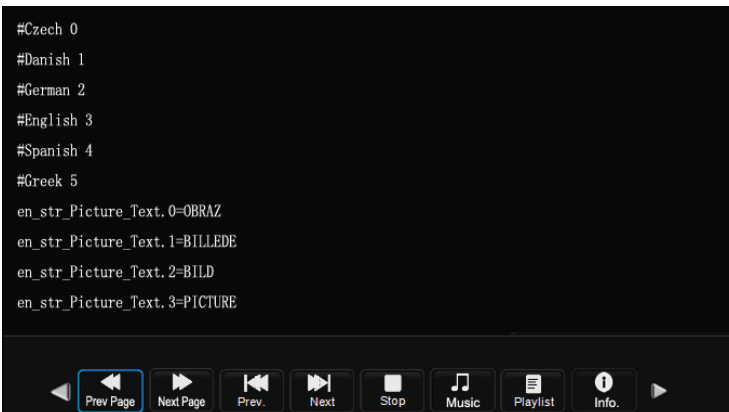 #Czech 0
#Danish 1
#German 2
#English 3
#Spanish 4
#Greek 5
en_str_Picture_Text.0=OBRAZ
en_str_Picture_Text.1=BILLEDE
en_str_Picture_Text.2=BILD
en_str_Picture_Text.3=PICTURE
Prev Page Next Page Prev. Next Stop Music Playlist Info.